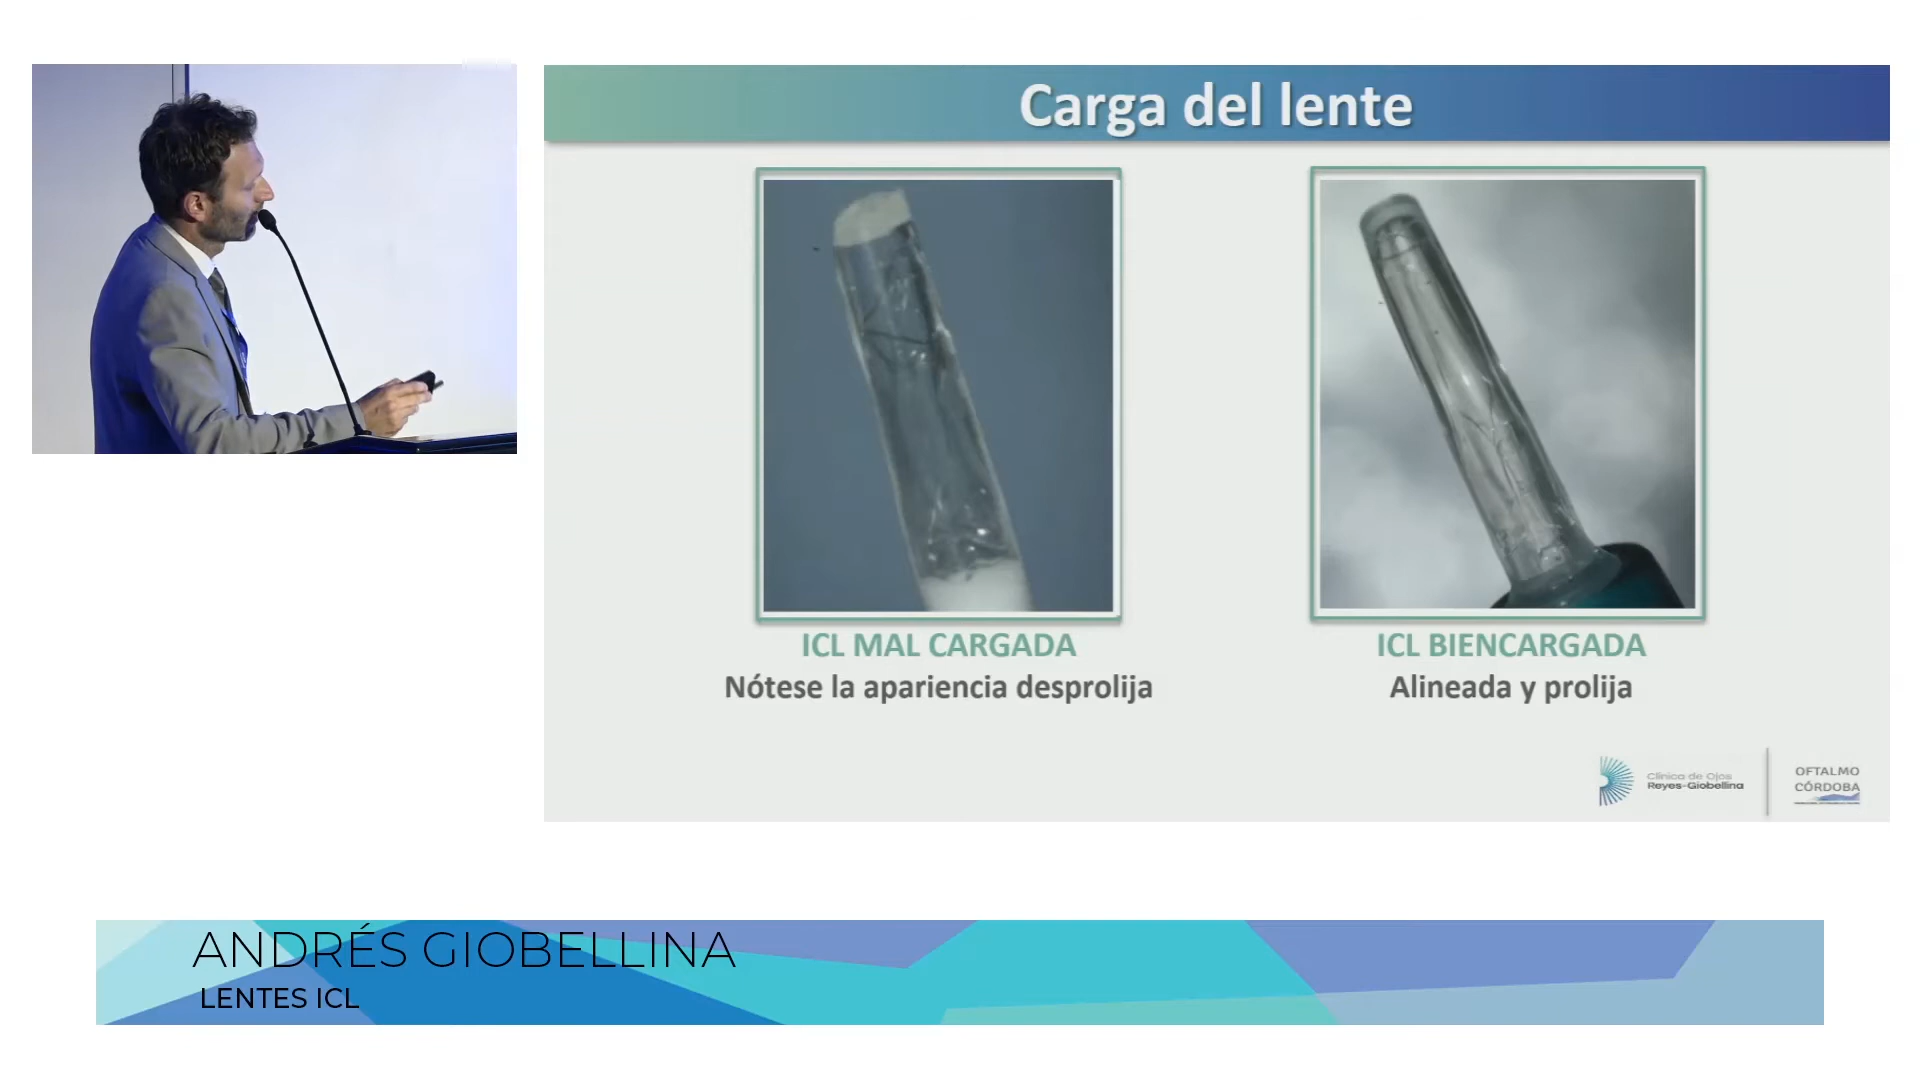 Carga del lente
ICL MAL CARGADA
Nótese la apariencia desprolija
ICL BIENCARGADA
Alineada y prolija
Clínica de Ojos
Reyes-Giobellina
OFTALMO
CÓRDOBA
ANDRÉS GIOBELLINA
LENTES ICL